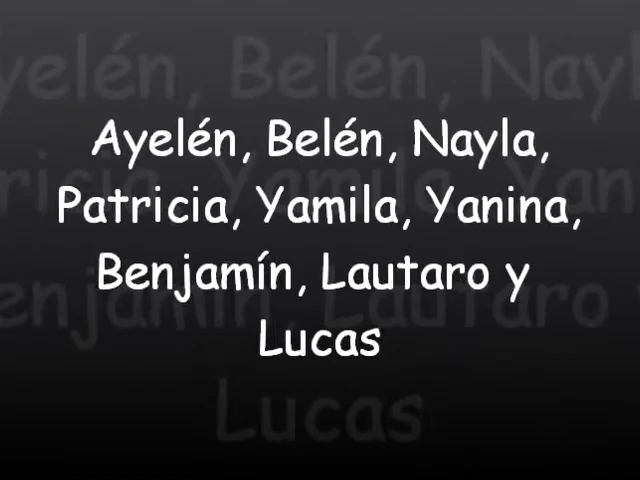 Ayelén, Belén, Nayla,
Patricia, Yamila, Yanina,
Benjamín, Lautaro y
Lucas